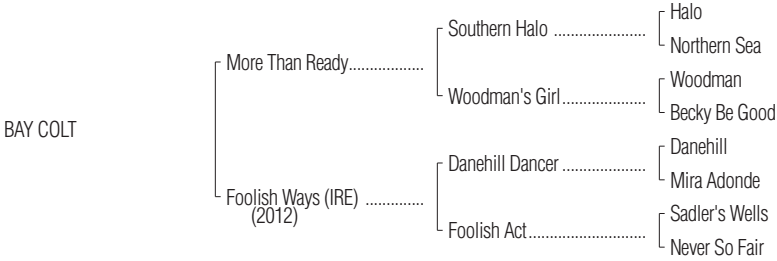 Halo
Southern Halo ......................
Northern Sea
More Than Ready..................
Woodman
Woodman's Girl....................
Becky Be Good
BAY COLT
Danehill
Danehill Dancer ....................
Mira Adonde
Foolish Ways (IRE) ..............
(2012)
Sadler's Wells
Foolish Act............................
Never So Fair